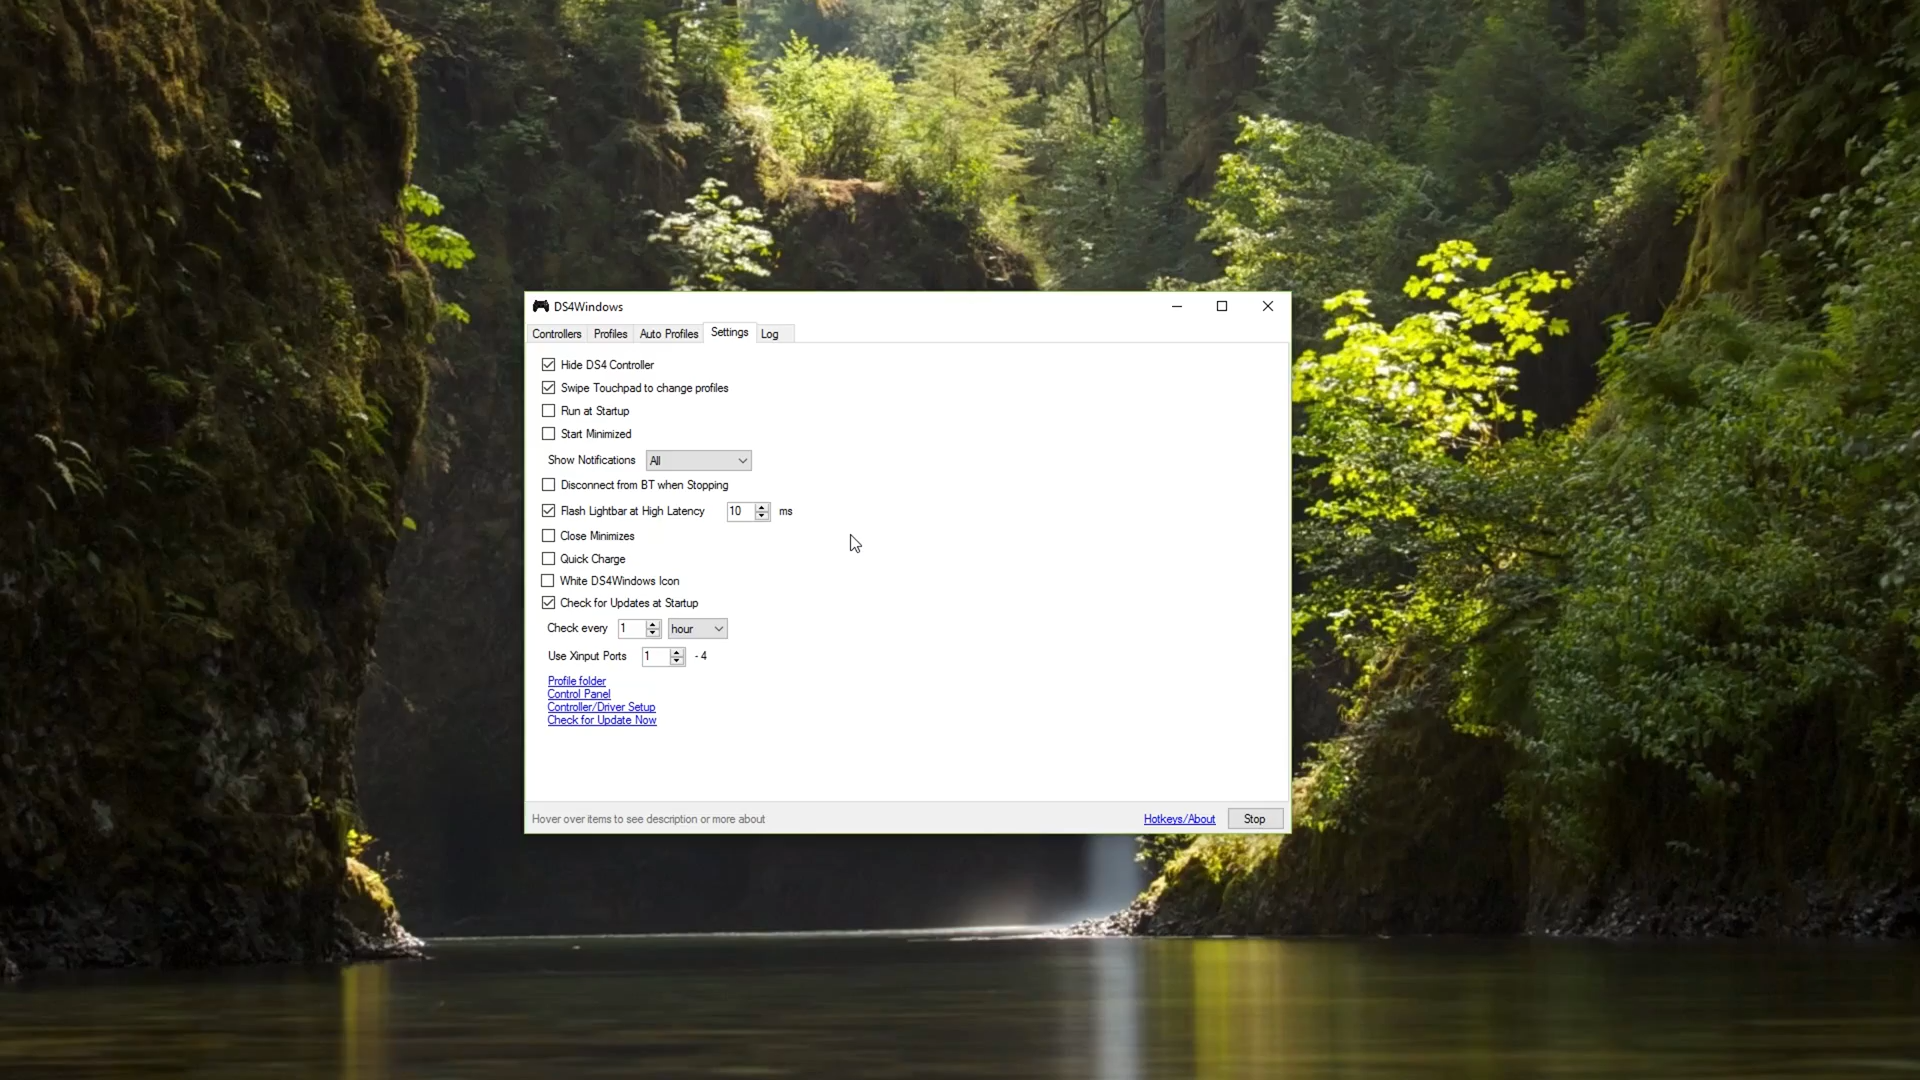 DS4Windows
Controllers Profiles Auto Profiles Settings Log
Hide DS4 Controller
Swipe Touchpad to change profiles
Run at Startup
Start Minimized
Show Notifications All
Disconnect from BT when Stopping
Flash Lightbar at High Latency 10 ms
Close Minimizes
Quick Charge
White DS4Windows Icon
Check for Updates at Startup
Check every 1 hour
Use Xinput Ports 1 - 4
Profile folder
Control Panel
Controller/Driver Setup
Check for Update Now
Hover over items to see description or more about Hotkeys/About Stop